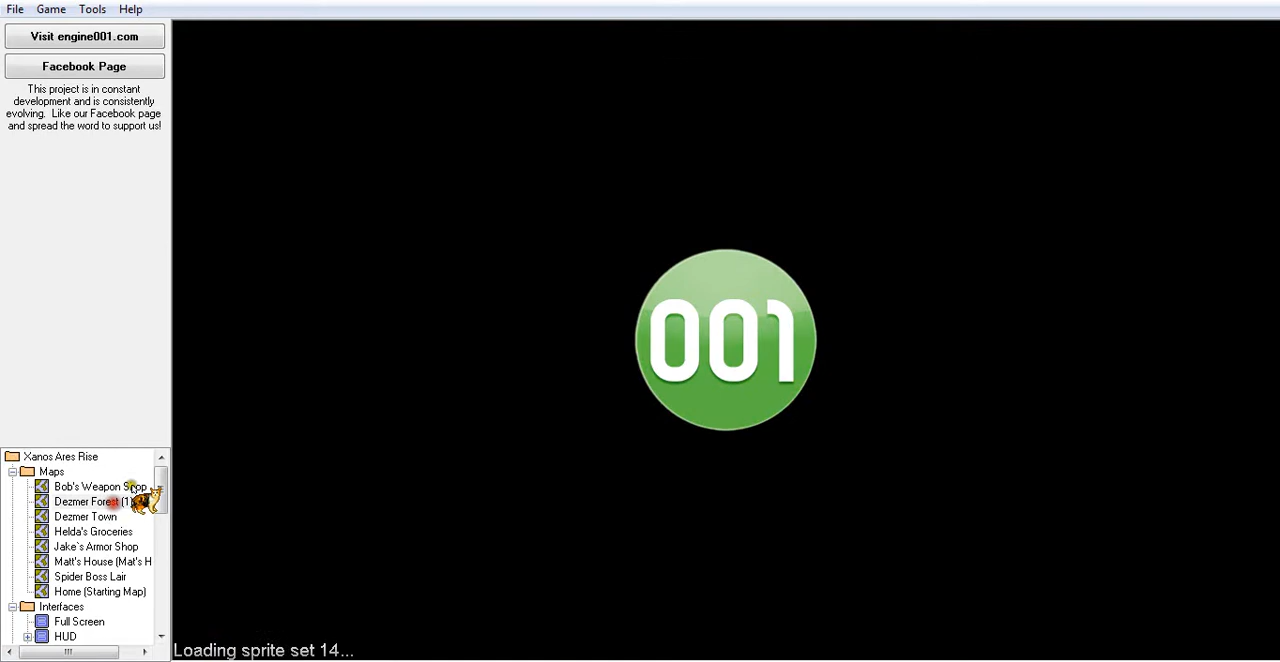 File Game Tools Help
Visit engine001.com
Facebook Page
This project is in constant
development and is consistently
evolving. Like our Facebook page
and spread the word to support us!
001
Xanos Ares Rise
Maps
Bob's Weapon Shop
Dezmer Forest (1)
Dezmer Town
Helda's Groceries
Jake`s Armor Shop
Matt's House (Mat's H
Spider Boss Lair
Home (Starting Map)
Interfaces
Full Screen
HUD
Loading sprite set 14...